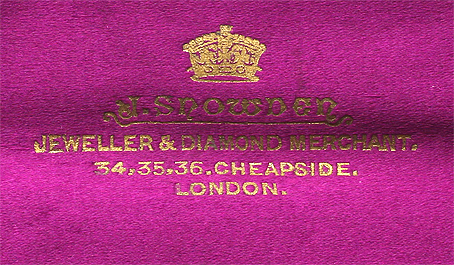 J. Snowden
JEWELLER & DIAMOND MERCHANT.
34,35,36. CHEAPSIDE.
LONDON.